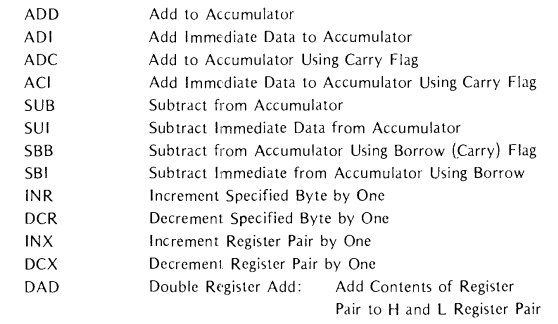 ADD Add to Accumulator
ADI Add Immediate Data to Accumulator
ADC Add to Accumulator Using Carry Flag
ACI Add Immediate Data to Accumulator Using Carry Flag
SUB Subtract from Accumulator
SUI Subtract Immediate Data from Accumulator
SBB Subtract from Accumulator Using Borrow (Carry) Flag
SBI Subtract Immediate from Accumulator Using Borrow
INR Increment Specified Byte by One
DCR Decrement Specified Byte by One
INX Increment Register Pair by One
DCX Decrement Register Pair by One
DAD Double Register Add: Add Contents of Register
Pair to H and L Register Pair